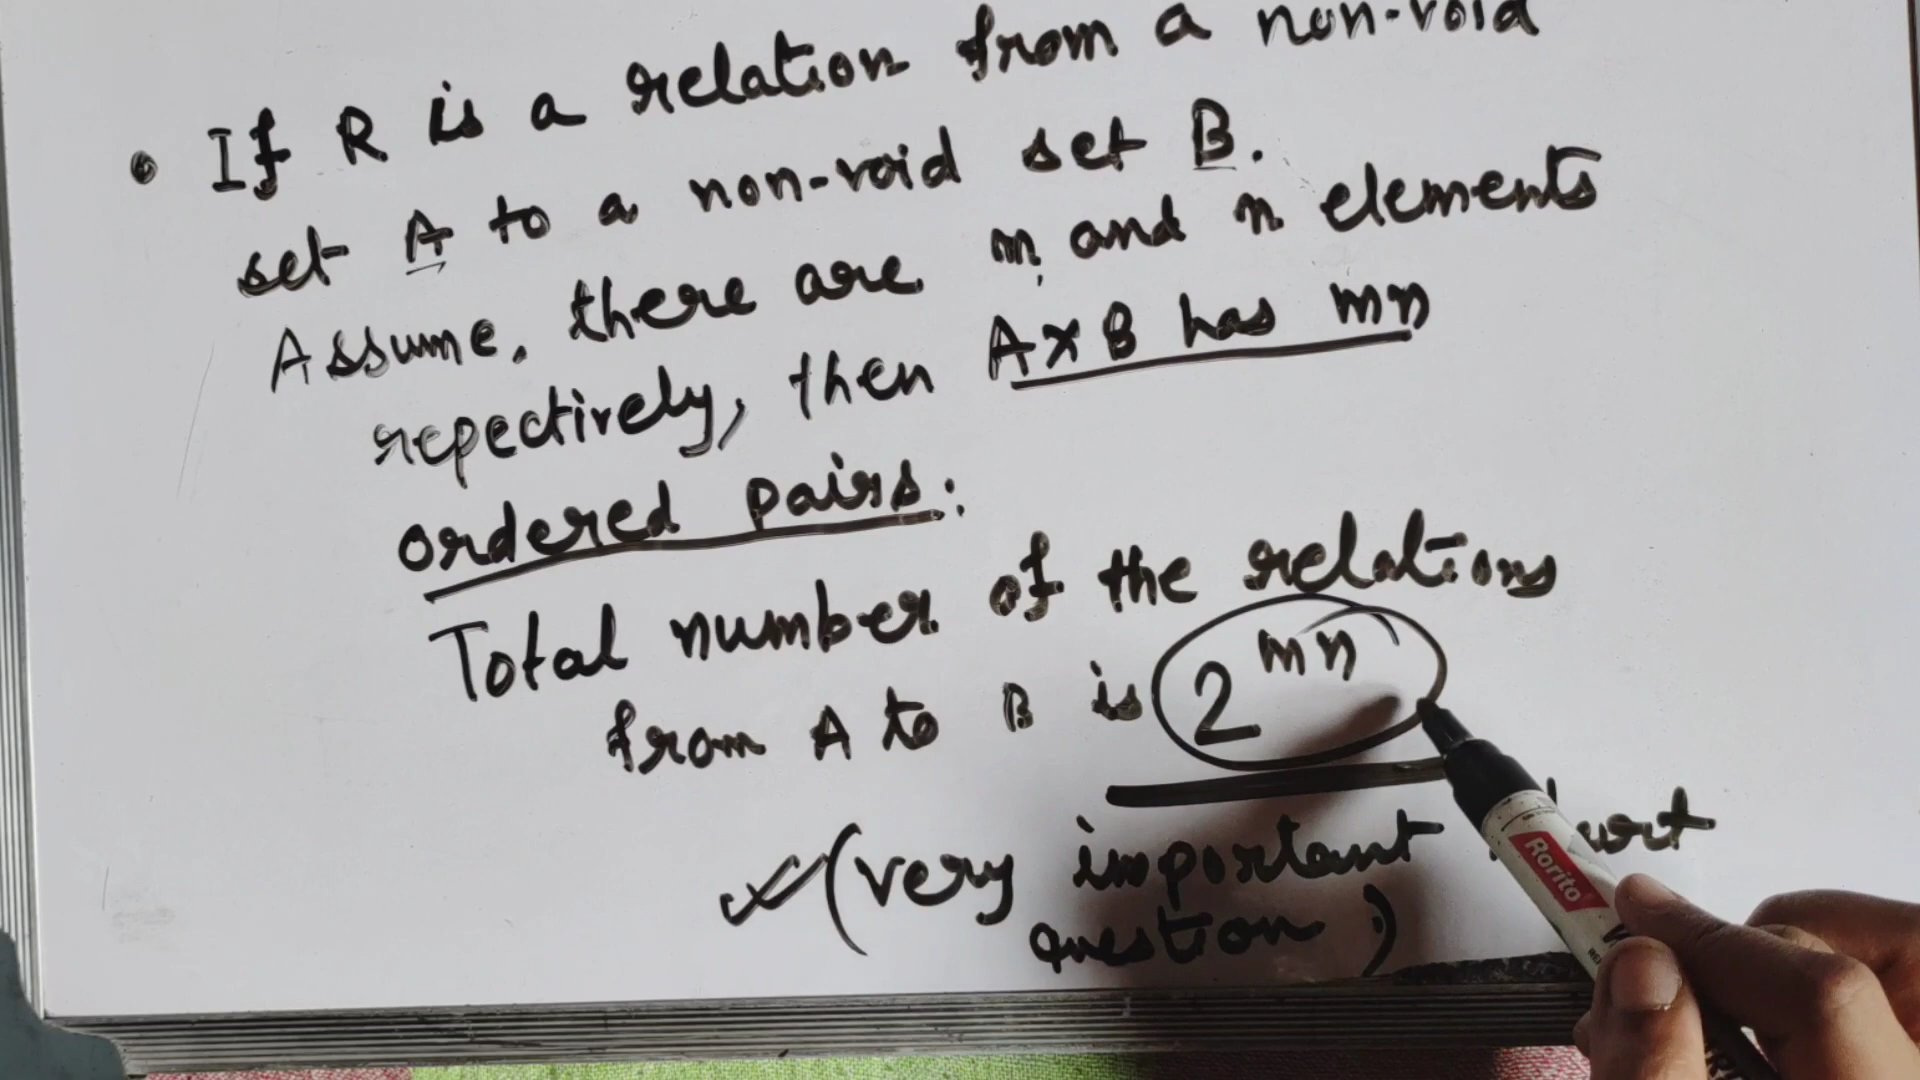 • If R is a relation from a non-void
set A to a non-void set B.
Assume, there are m and n elements
repectively, then A×B has mn
ordered pairs:
Total number of the relations
from A to B is 2^mn
(very important
question)
Rorito